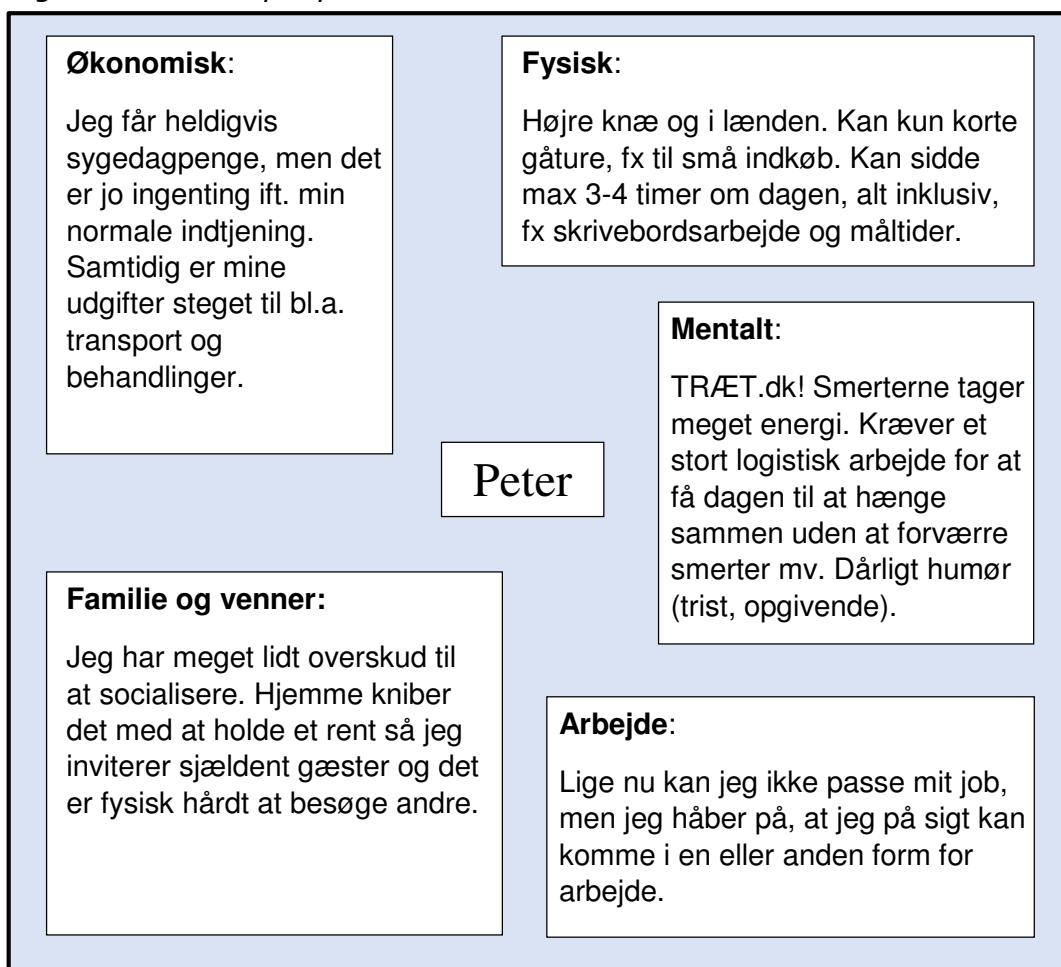 Økonomisk:
Jeg får heldigvis
sygedagpenge, men det
er jo ingenting ift. min
normale indtjening.
Samtidig er mine
udgifter steget til bl.a.
transport og
behandlinger.
Fysisk:
Højre knæ og i lænden. Kan kun korte
gåture, fx til små indkøb. Kan sidde
max 3-4 timer om dagen, alt inklusiv,
fx skrivebordsarbejde og måltider.
Mentalt:
TRÆT.dk! Smerterne tager
meget energi. Kræver et
stort logistisk arbejde for at
få dagen til at hænge
sammen uden at forværre
smerter mv. Dårligt humør
(trist, opgivende).
Peter
Familie og venner:
Jeg har meget lidt overskud til
at socialisere. Hjemme kniber
det med at holde et rent så jeg
inviterer sjældent gæster og det
er fysisk hårdt at besøge andre.
Arbejde:
Lige nu kan jeg ikke passe mit job,
men jeg håber på, at jeg på sigt kan
komme i en eller anden form for
arbejde.